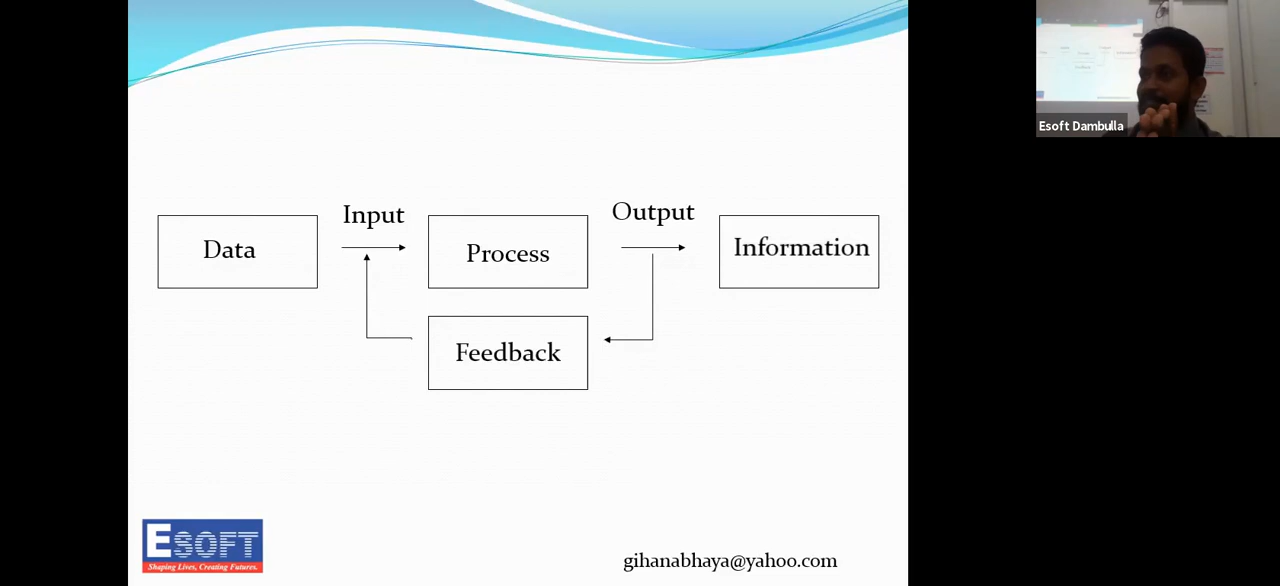 Esoft Dambulla
Input
Output
Data
Process
Information
Feedback
ESOFT
Shaping Lives, Creating Futures.
gihanabhaya@yahoo.com